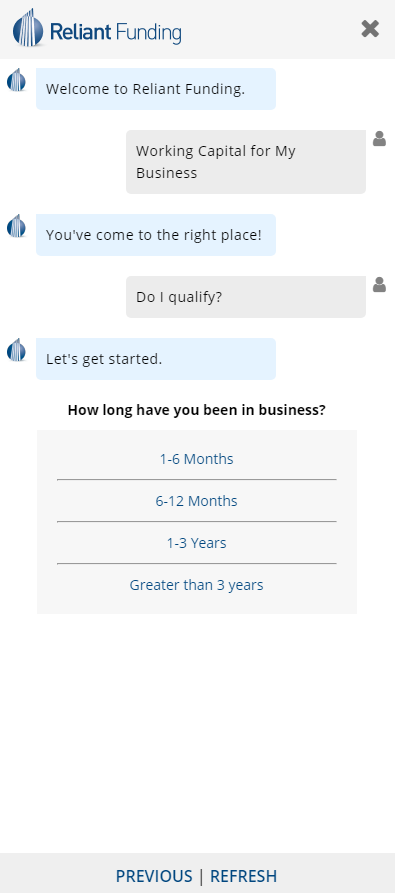 Reliant Funding
Welcome to Reliant Funding.
Working Capital for My
Business
You've come to the right place!
Do I qualify?
Let's get started.
How long have you been in business?
1-6 Months
6-12 Months
1-3 Years
Greater than 3 years
PREVIOUS | REFRESH